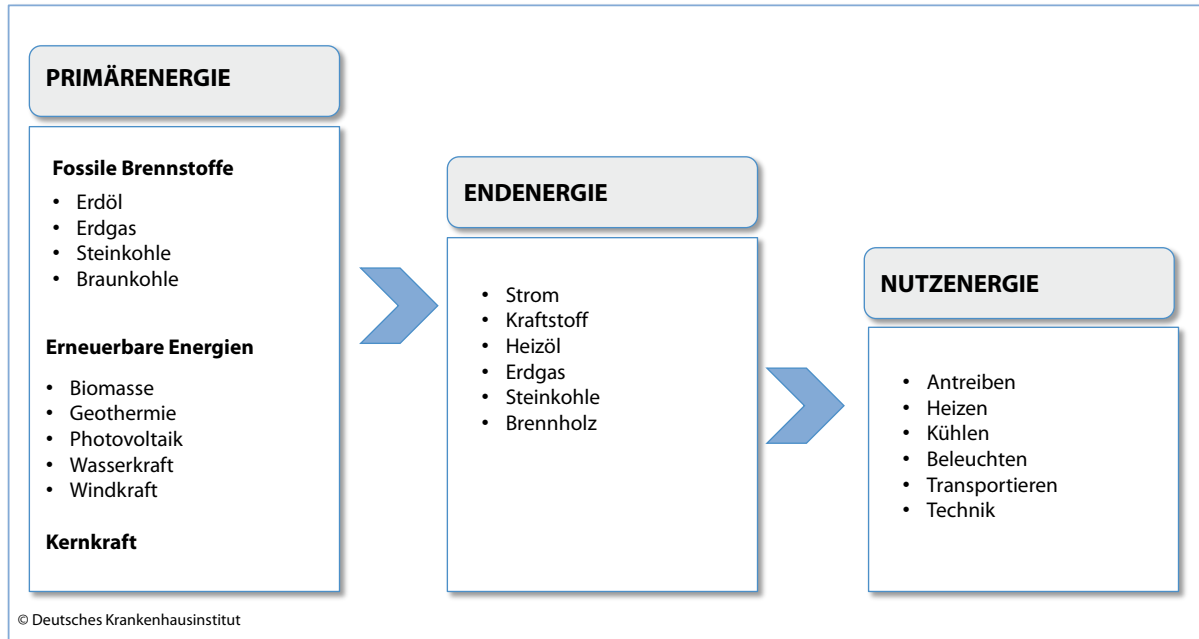 PRIMÄRENERGIE
Fossile Brennstoffe
• Erdöl
• Erdgas
• Steinkohle
• Braunkohle
Erneuerbare Energien
• Biomasse
• Geothermie
• Photovoltaik
• Wasserkraft
• Windkraft
Kernkraft
ENDENERGIE
• Strom
• Kraftstoff
• Heizöl
• Erdgas
• Steinkohle
• Brennholz
NUTZENERGIE
• Antreiben
• Heizen
• Kühlen
• Beleuchten
• Transportieren
• Technik
© Deutsches Krankenhausinstitut